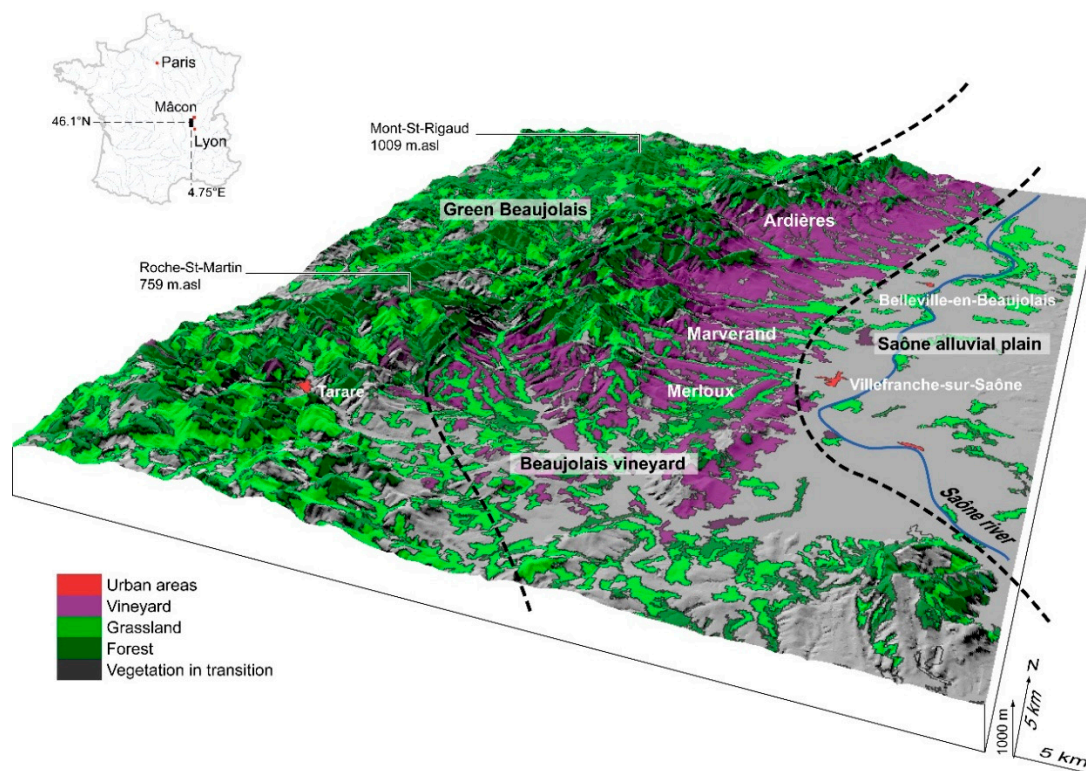 Paris
Mâcon
46.1°N
Lyon
4.75°E
Mont-St-Rigaud
1009 m.asl
Green Beaujolais
Ardières
Roche-St-Martin
759 m.asl
Belleville-en-Beaujolais
Marverand
Saône alluvial plain
Tarare
Merloux
Villefranche-sur-Saône
Beaujolais vineyard
Saône river
Urban areas
Vineyard
Grassland
Forest
Vegetation in transition
1000 m
5 km
N
5 km